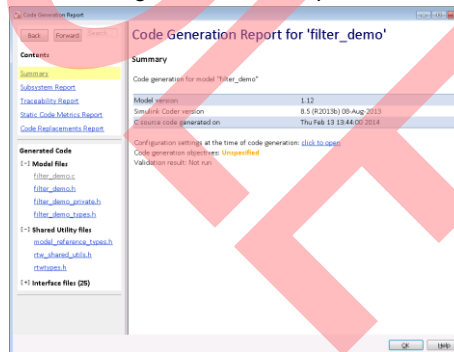 Code Generation Report
Back Forward Search...
Contents
Summary
Subsystem Report
Traceability Report
Static Code Metrics Report
Code Replacements Report
Generated Code
[-] Model files
filter_demo.c
filter_demo.h
filter_demo_private.h
filter_demo_types.h
[-] Shared Utility files
model_reference_types.h
rtw_shared_utils.h
rtwtypes.h
[+] Interface files (25)
Code Generation Report for 'filter_demo'
Summary
Code generation for model "filter_demo"
Model version 1.12
Simulink Coder version 8.5 (R2013b) 08-Aug-2013
C source code generated on Thu Feb 13 13:44:00 2014
Configuration settings at the time of code generation: click to open
Code generation objectives: Unspecified
Validation result: Not run
OK Help